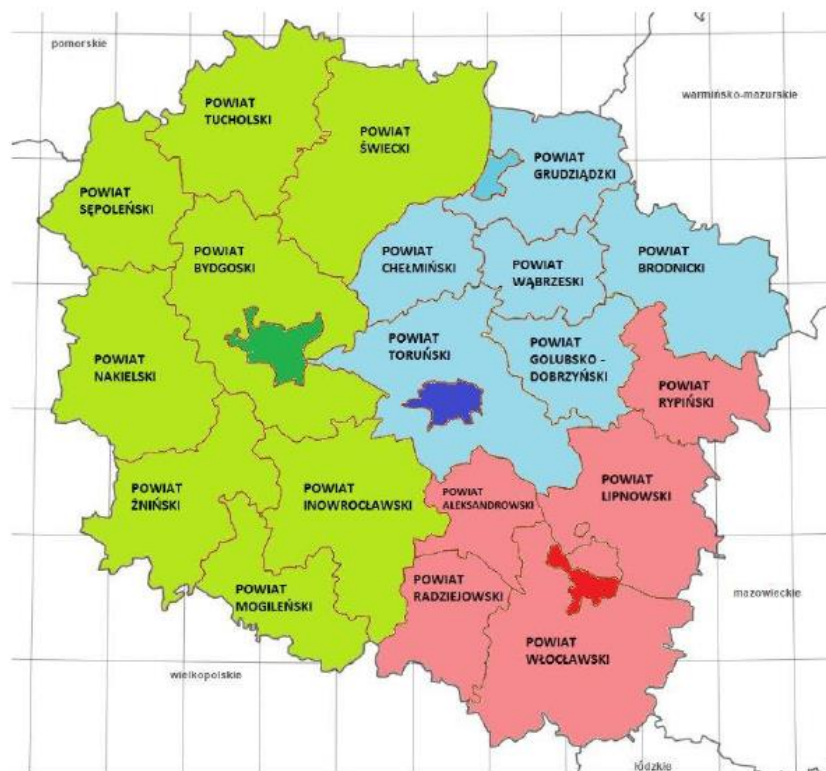 pomorskie
warmińsko-mazurskie
POWIAT
TUCHOLSKI
POWIAT
ŚWIECKI
POWIAT
GRUDZIĄDZKI
POWIAT
SĘPOLEŃSKI
POWIAT
BYDGOSKI
POWIAT
CHEŁMIŃSKI
POWIAT
WĄBRZESKI
POWIAT
BRODNICKI
POWIAT
NAKIELSKI
POWIAT
TORUŃSKI
POWIAT
GOLUBSKO -
DOBRZYŃSKI
POWIAT
RYPIŃSKI
POWIAT
ŻNIŃSKI
POWIAT
INOWROCŁAWSKI
POWIAT
ALEKSANDROWSKI
POWIAT
LIPNOWSKI
POWIAT
MOGILEŃSKI
POWIAT
RADZIEJOWSKI
mazowieckie
POWIAT
WŁOCŁAWSKI
wielkopolskie
łódzkie